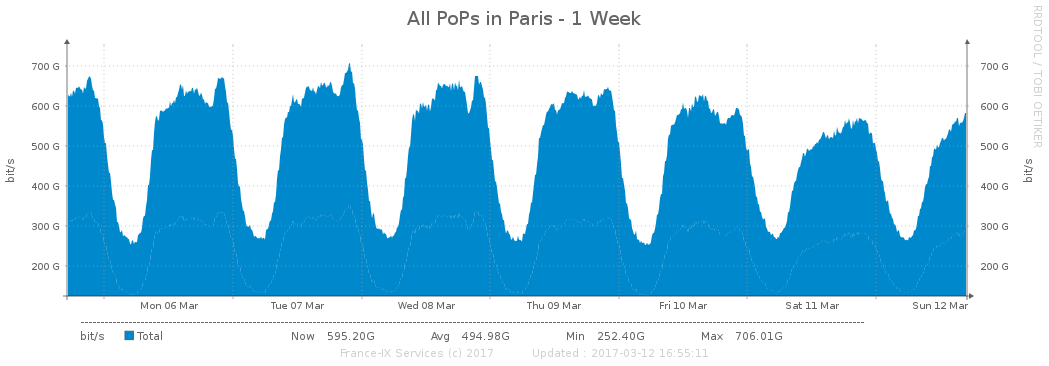 All PoPs in Paris - 1 Week
RRDTOOL / TOBI OETIKER
bit/s
700 G 700 G
600 G 600 G
500 G 500 G
400 G 400 G
300 G 300 G
200 G 200 G
bit/s
Mon 06 Mar Tue 07 Mar Wed 08 Mar Thu 09 Mar Fri 10 Mar Sat 11 Mar Sun 12 Mar
bit/s Total Now 595.20G Avg 494.98G Min 252.40G Max 706.01G
France-IX Services (c) 2017 Updated : 2017-03-12 16:55:11